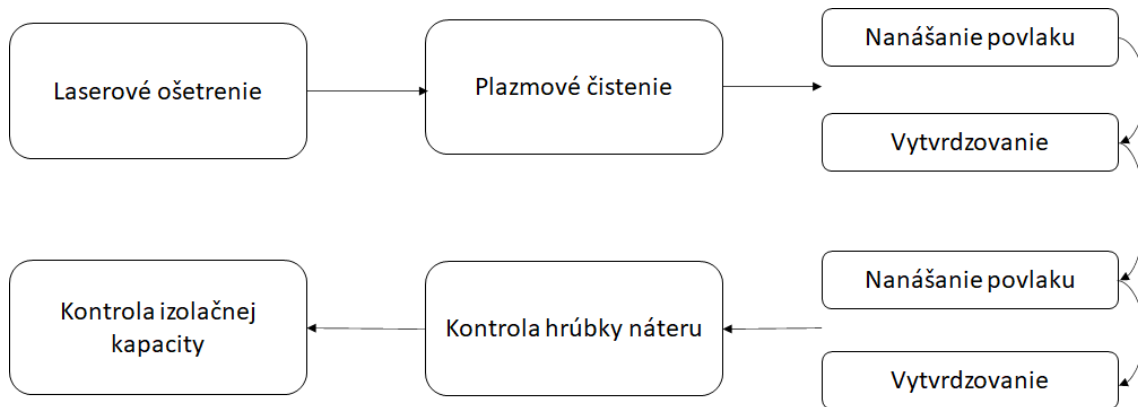 Laserové ošetrenie
Plazmové čistenie
Nanášanie povlaku
Vytvrdzovanie
Nanášanie povlaku
Vytvrdzovanie
Kontrola hrúbky náteru
Kontrola izolačnej
kapacity